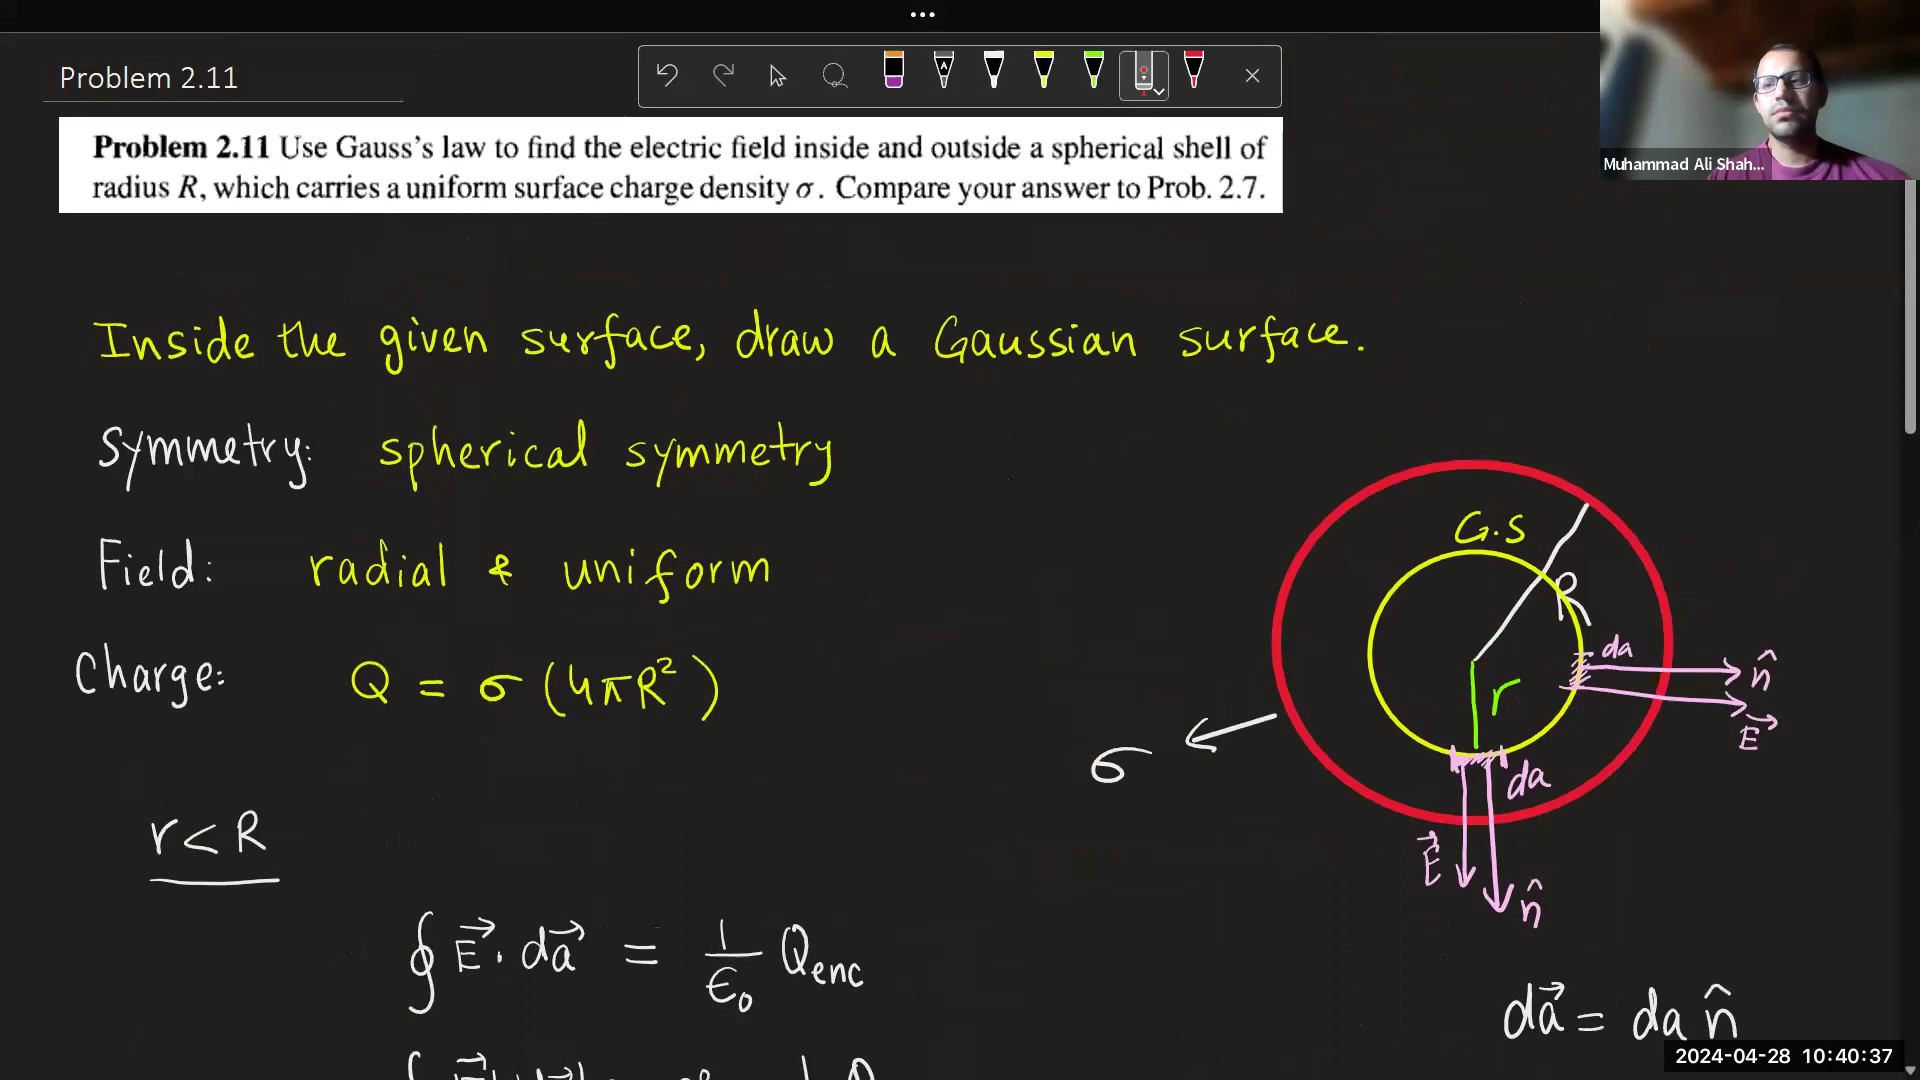 Problem 2.11
Problem 2.11 Use Gauss's law to find the electric field inside and outside a spherical shell of
radius R, which carries a uniform surface charge density σ. Compare your answer to Prob. 2.7.
Muhammad Ali Shah...
Inside the given surface, draw a Gaussian surface.
Symmetry: spherical symmetry
Field: radial & uniform
Charge: Q = σ (4πR²)
G.S
R
da
n̂
E⃗
r
σ
da
E⃗
n̂
r < R
∮ E⃗ · da⃗ = 1/ϵ₀ Qenc
da⃗ = da n̂
2024-04-28 10:40:37